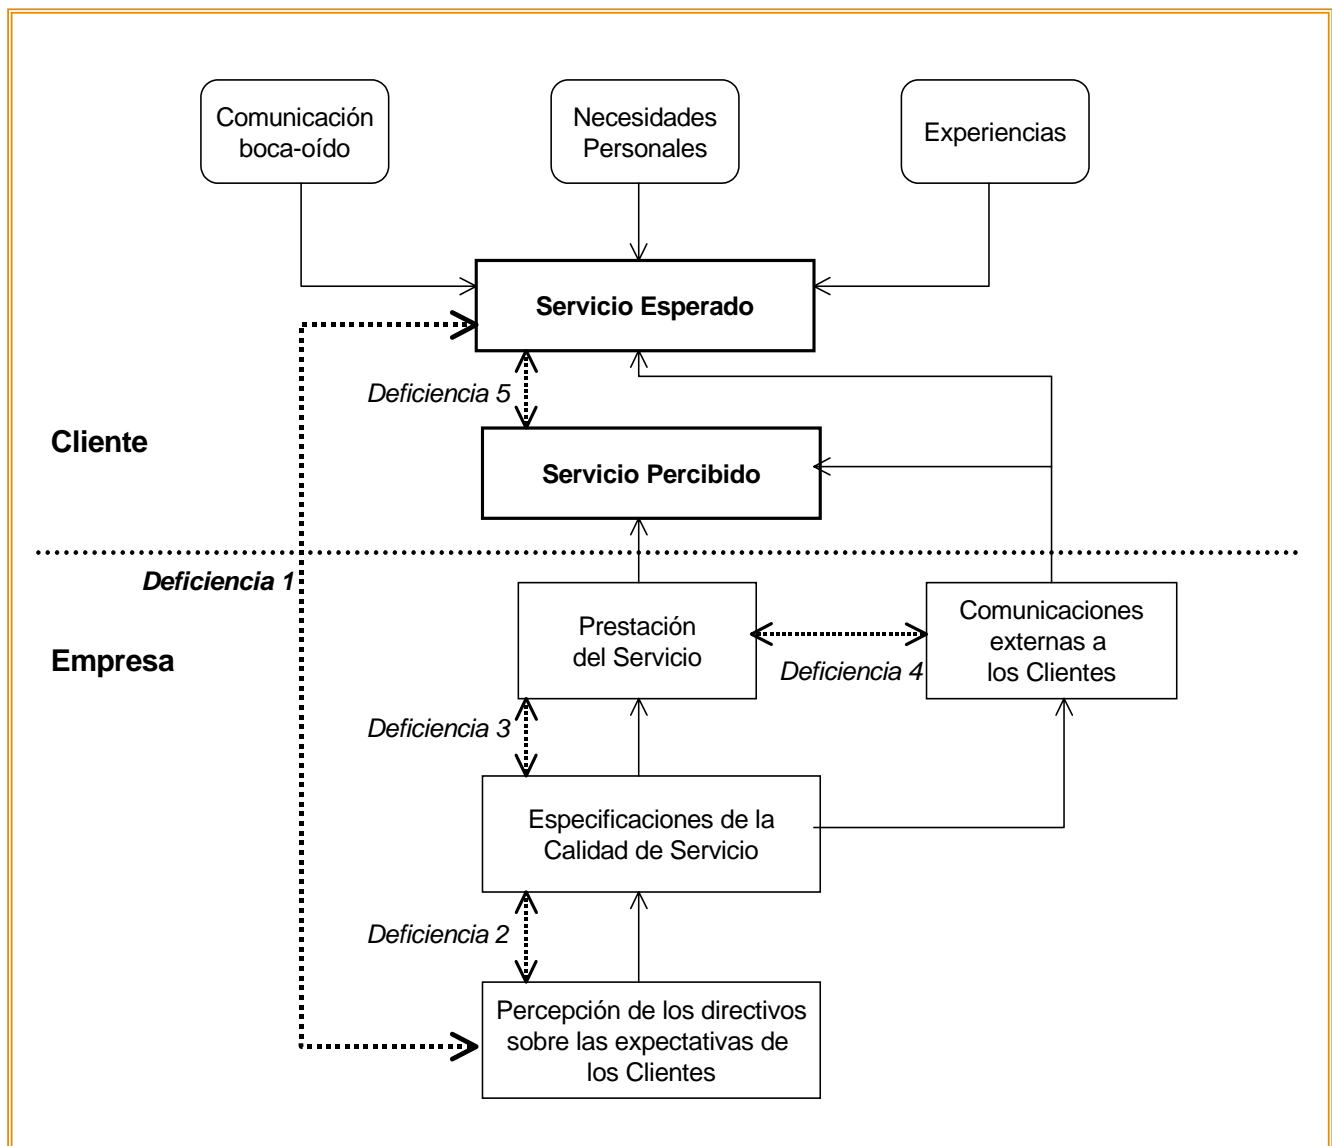 Comunicación
boca-oído
Necesidades
Personales
Experiencias
Servicio Esperado
Deficiencia 5
Cliente
Servicio Percibido
Deficiencia 1
Empresa
Prestación
del Servicio
Comunicaciones
externas a
los Clientes
Deficiencia 4
Deficiencia 3
Especificaciones de la
Calidad de Servicio
Deficiencia 2
Percepción de los directivos
sobre las expectativas de
los Clientes